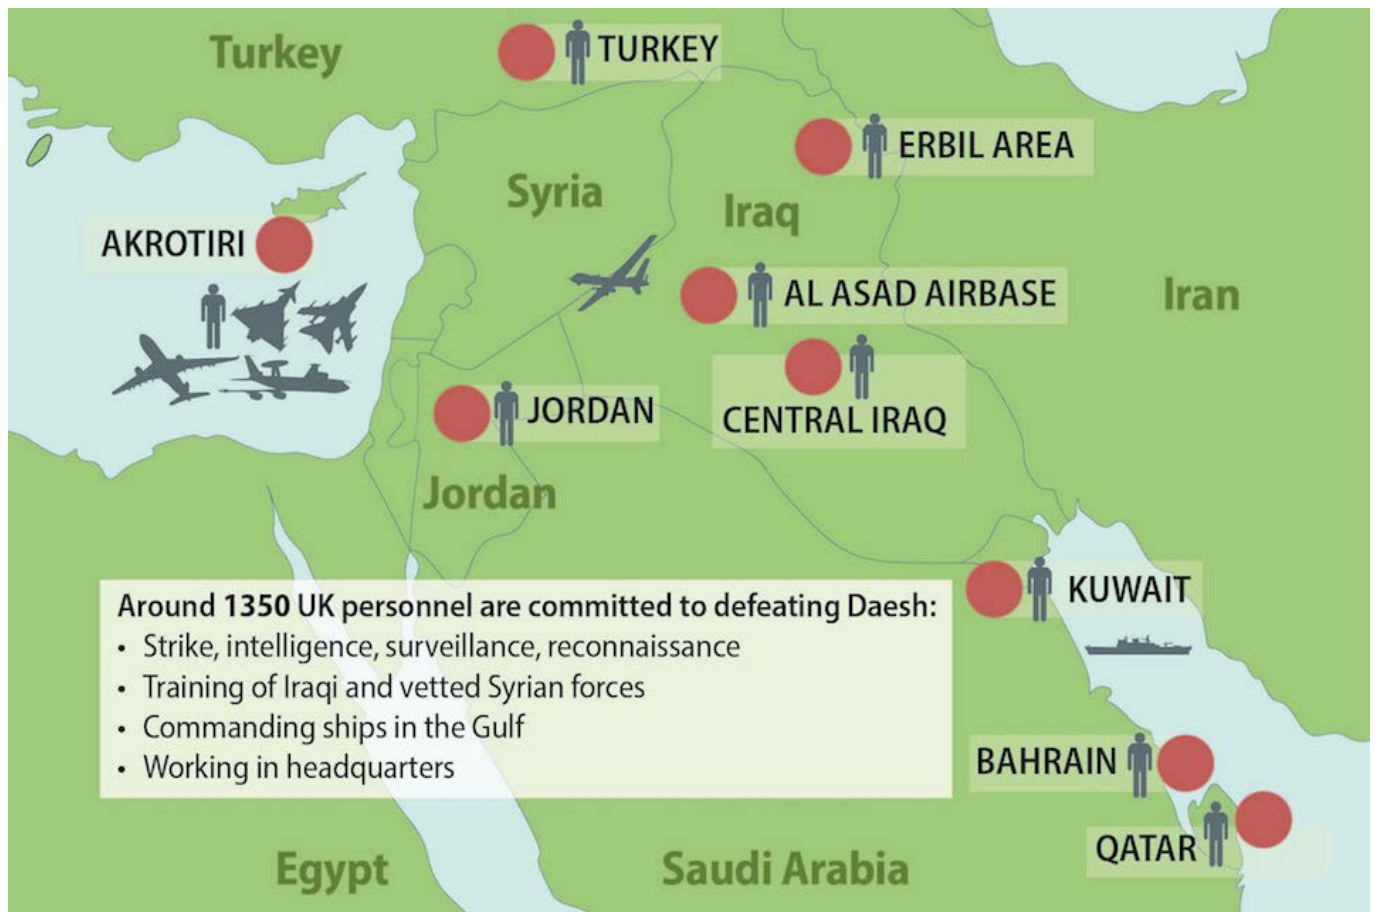 Turkey
TURKEY
ERBIL AREA
Syria
Iraq
AKROTIRI
AL ASAD AIRBASE
Iran
JORDAN
CENTRAL IRAQ
Jordan
KUWAIT
Around 1350 UK personnel are committed to defeating Daesh:
• Strike, intelligence, surveillance, reconnaissance
• Training of Iraqi and vetted Syrian forces
• Commanding ships in the Gulf
• Working in headquarters
BAHRAIN
QATAR
Egypt
Saudi Arabia